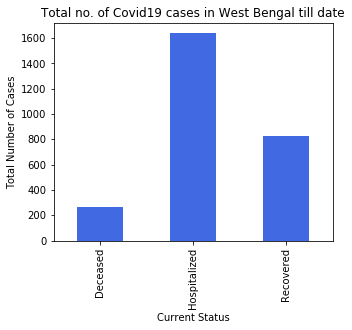 Total no. of Covid19 cases in West Bengal till date
1600
1400
1200
1000
800
600
400
200
0
Total Number of Cases
Deceased
Hospitalized
Recovered
Current Status